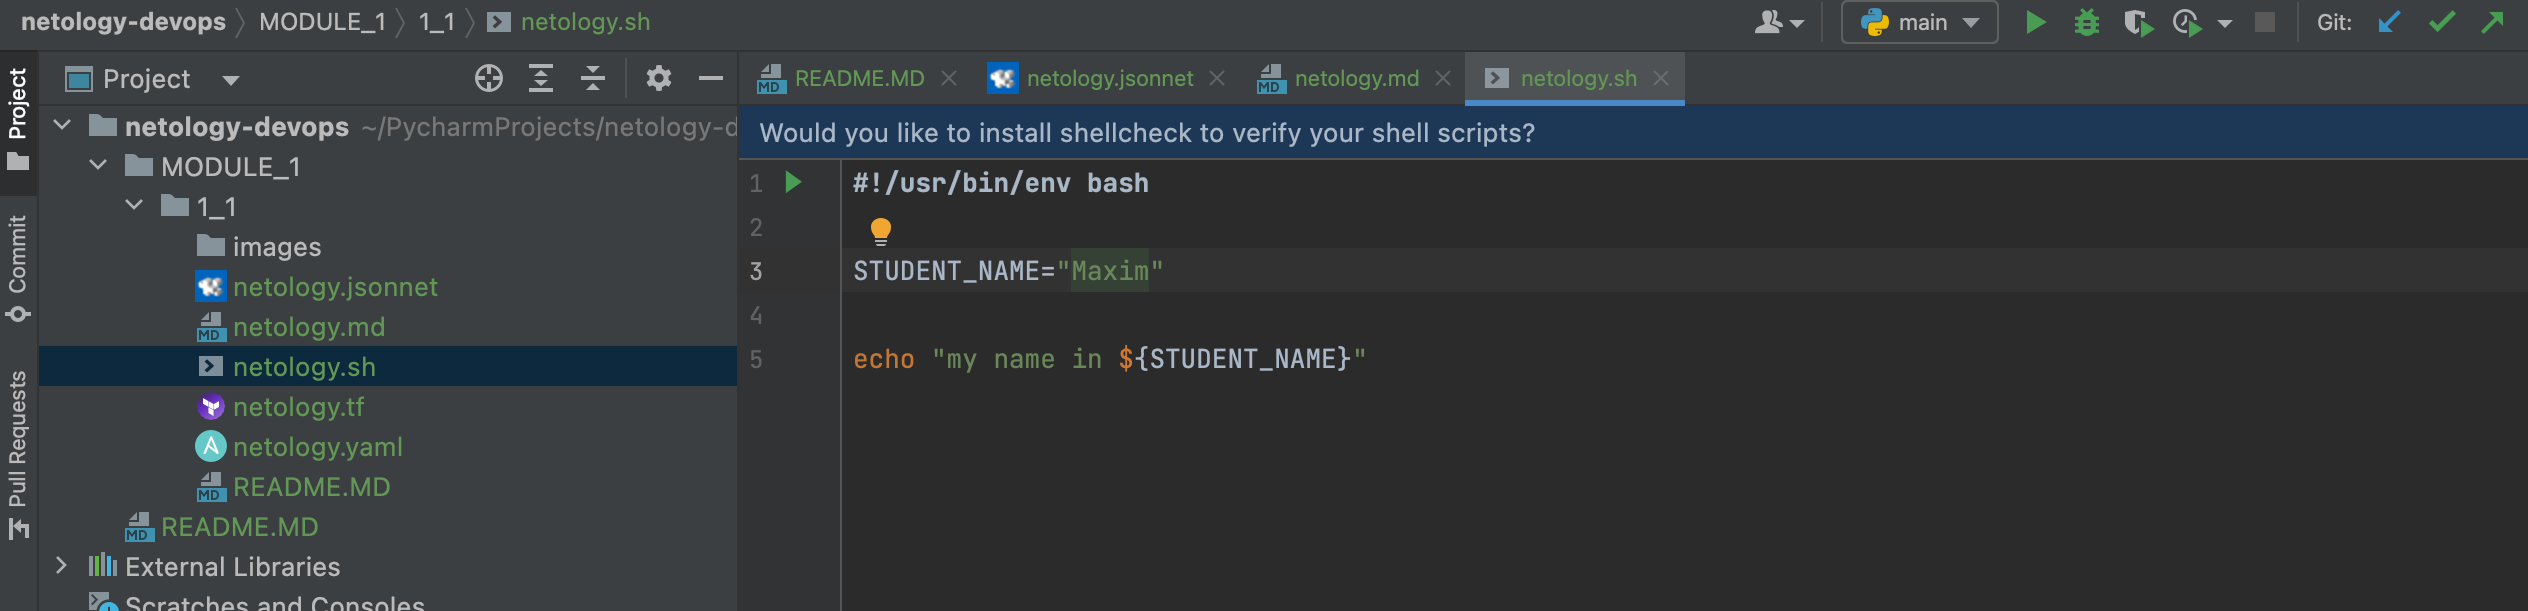 netology-devops MODULE_1 1_1 netology.sh main Git:
Project
README.MD netology.jsonnet netology.md netology.sh
Would you like to install shellcheck to verify your shell scripts?
Project
Commit
Pull Requests
netology-devops ~/PycharmProjects/netology-d
MODULE_1
1_1
images
netology.jsonnet
netology.md
netology.sh
netology.tf
netology.yaml
README.MD
README.MD
External Libraries
Scratches and Consoles
1 #!/usr/bin/env bash
2
3 STUDENT_NAME="Maxim"
4
5 echo "my name in ${STUDENT_NAME}"